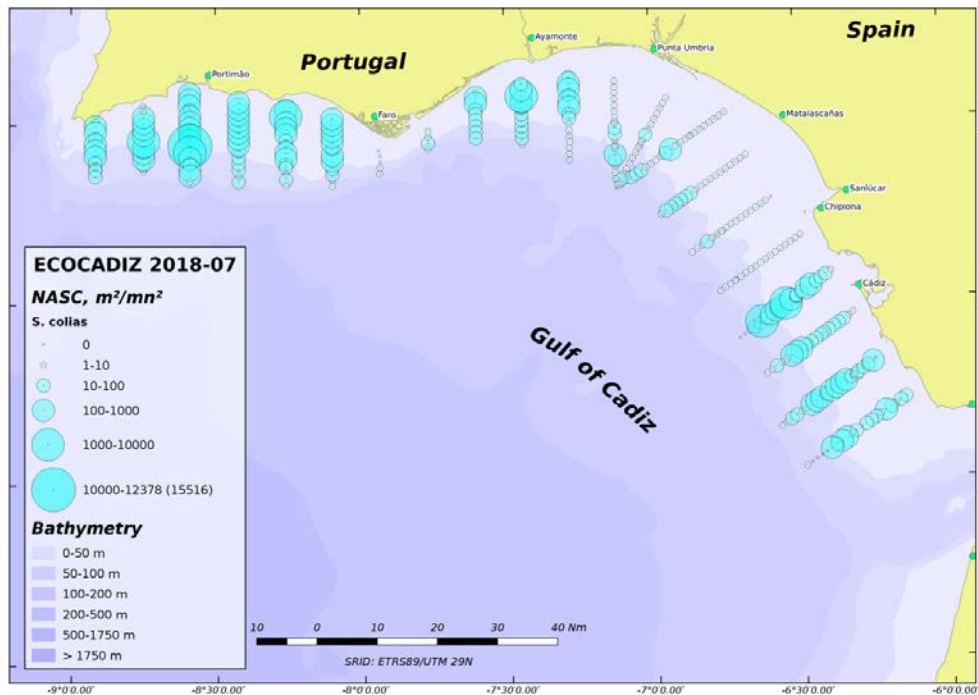 Spain
Ayamonte
Punta Umbria
Portugal
Portimão
Faro
Matalascañas
Sanlúcar
Chipiona
Cádiz
Gulf of Cadiz
ECOCADIZ 2018-07
NASC, m²/mn²
S. colias
0
1-10
10-100
100-1000
1000-10000
10000-12378 (15516)
Bathymetry
0-50 m
50-100 m
100-200 m
200-500 m
500-1750 m
> 1750 m
10 0 10 20 30 40 Nm
SRID: ETRS89/UTM 29N
-9°0′0.00″ -8°30′0.00″ -8°0′0.00″ -7°30′0.00″ -7°0′0.00″ -6°30′0.00″